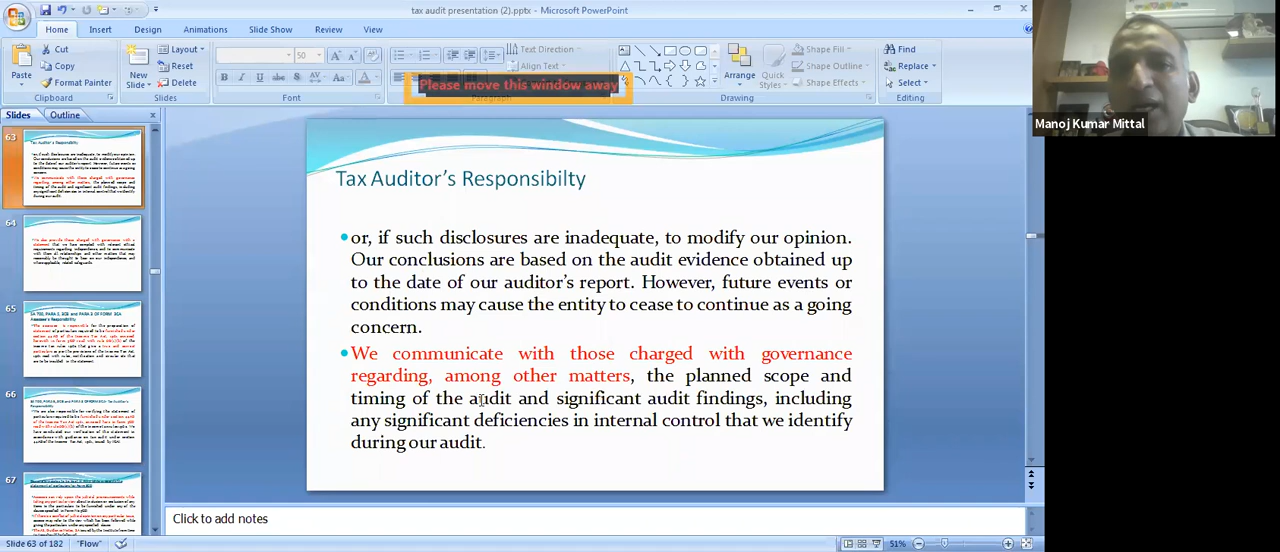 tax audit presentation (2).pptx - Microsoft PowerPoint
Home Insert Design Slide Show Animations Review View
Cut
Copy
Format Painter
Paste
Clipboard
New
Slide
Layout
Reset
Delete
Slides
50
Font
Text Direction
Align Text
Please move this window away
Paragraph
Arrange
Quick
Styles
Shape Fill
Shape Outline
Shape Effects
Drawing
Find
Replace
Select
Editing
Manoj Kumar Mittal
Slides Outline
63
64
65
66
67
Tax Auditor's Responsibilty
or, if such disclosures are inadequate, to modify our opinion.
Our conclusions are based on the audit evidence obtained up
to the date of our auditor's report. However, future events or
conditions may cause the entity to cease to continue as a going
concern.
We communicate with those charged with governance
regarding, among other matters, the planned scope and
timing of the audit and significant audit findings, including
any significant deficiencies in internal control that we identify
during our audit.
Click to add notes
Slide 63 of 182 "Flow" 51%